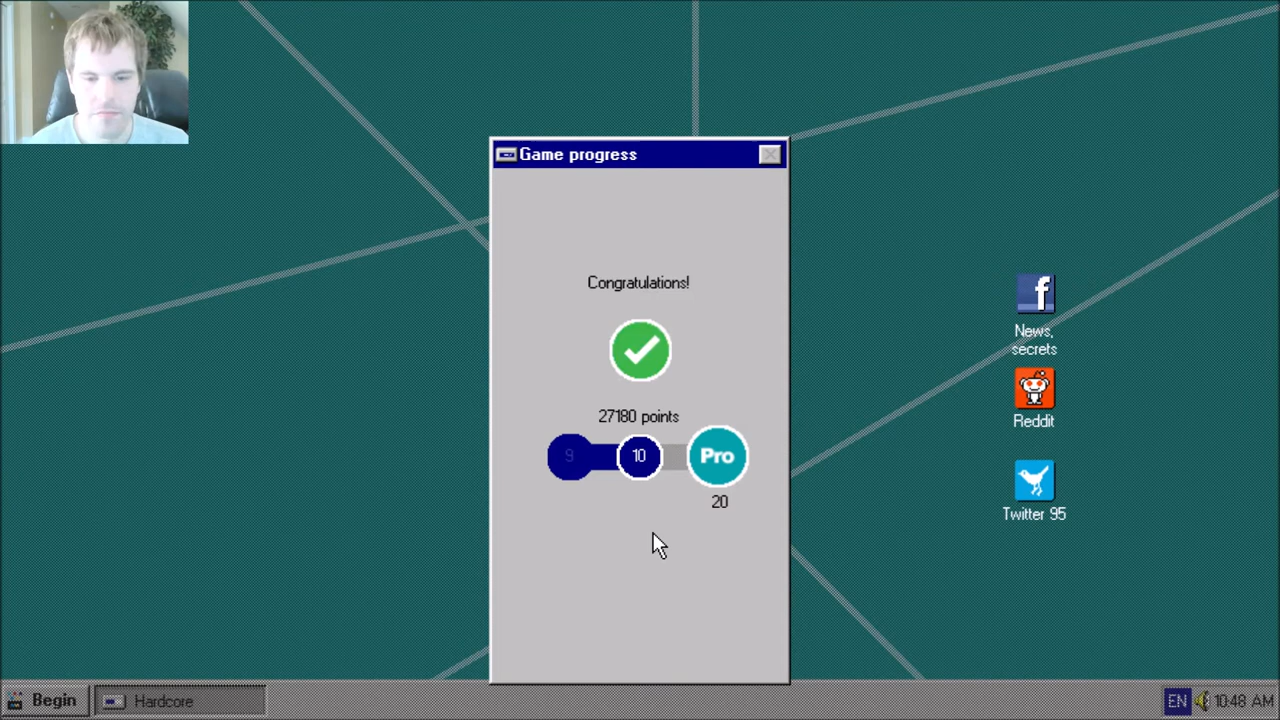 Game progress
Congratulations!
27180 points
9
10
Pro
20
News,
secrets
Reddit
Twitter 95
Begin
Hardcore
EN
10:48 AM